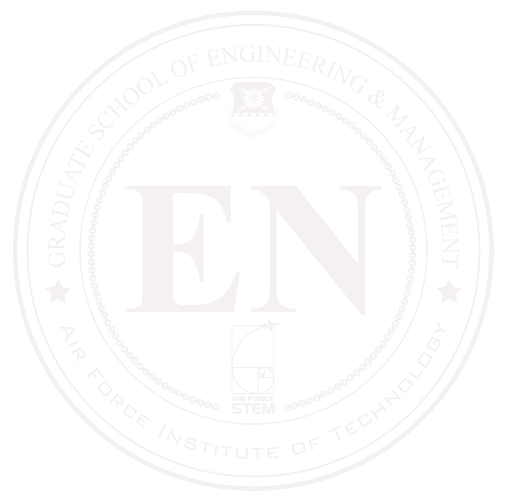 GRADUATE SCHOOL OF ENGINEERING & MANAGEMENT
EN
AIR FORCE
STEM
AIR FORCE INSTITUTE OF TECHNOLOGY